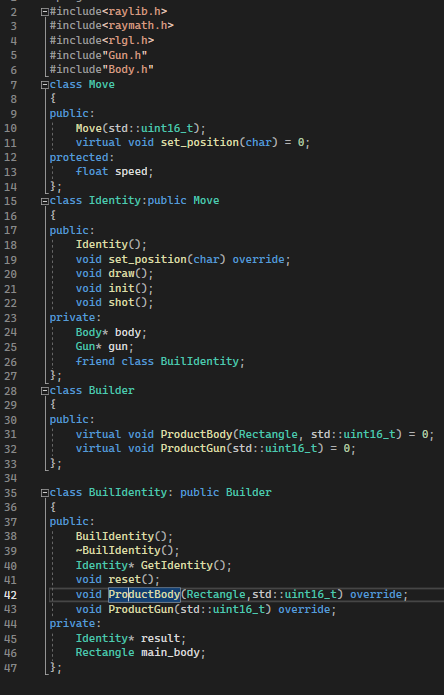 2 #include<raylib.h>
3 #include<raymath.h>
4 #include<rlgl.h>
5 #include"Gun.h"
6 #include"Body.h"
7 class Move
8 {
9 public:
10 Move(std::uint16_t);
11 virtual void set_position(char) = 0;
12 protected:
13 float speed;
14 };
15 class Identity:public Move
16 {
17 public:
18 Identity();
19 void set_position(char) override;
20 void draw();
21 void init();
22 void shot();
23 private:
24 Body* body;
25 Gun* gun;
26 friend class BuilIdentity;
27 };
28 class Builder
29 {
30 public:
31 virtual void ProductBody(Rectangle, std::uint16_t) = 0;
32 virtual void ProductGun(std::uint16_t) = 0;
33 };
34
35 class BuilIdentity: public Builder
36 {
37 public:
38 BuilIdentity();
39 ~BuilIdentity();
40 Identity* GetIdentity();
41 void reset();
42 void ProductBody(Rectangle,std::uint16_t) override;
43 void ProductGun(std::uint16_t) override;
44 private:
45 Identity* result;
46 Rectangle main_body;
47 };